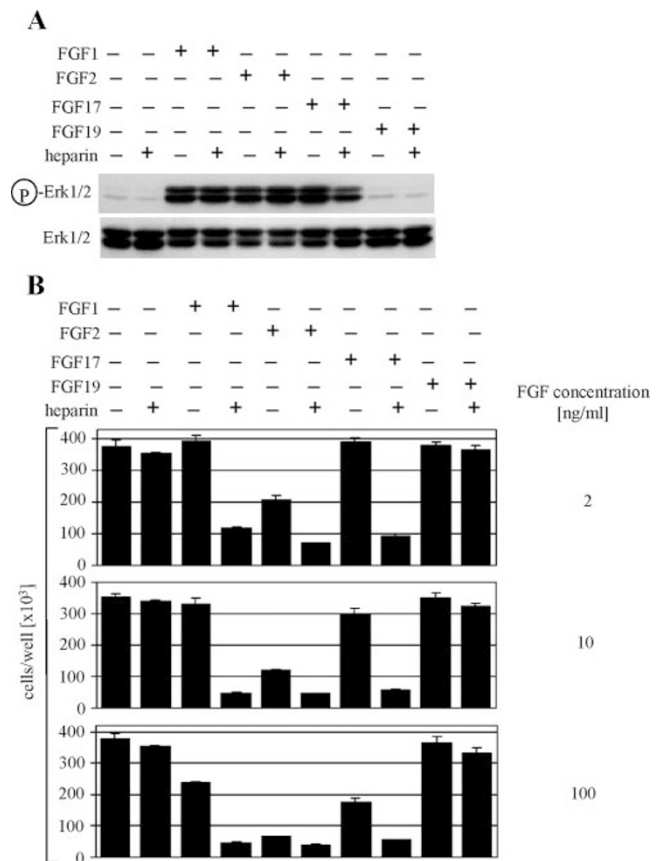 A
FGF1 − − + + − − − − − −
FGF2 − − − − + + − − − −
FGF17 − − − − − − + + − −
FGF19 − − − − − − − − + +
heparin − + − + − + − + − +
P-Erk1/2
Erk1/2
B
FGF1 − − + + − − − − − −
FGF2 − − − − + + − − − −
FGF17 − − − − − − + + − −
FGF19 − − − − − − − − + +
heparin − + − + − + − + − +
FGF concentration
[ng/ml]
cells/well [x10³]
400
300
200
100
0
2
400
300
200
100
0
10
400
300
200
100
0
100